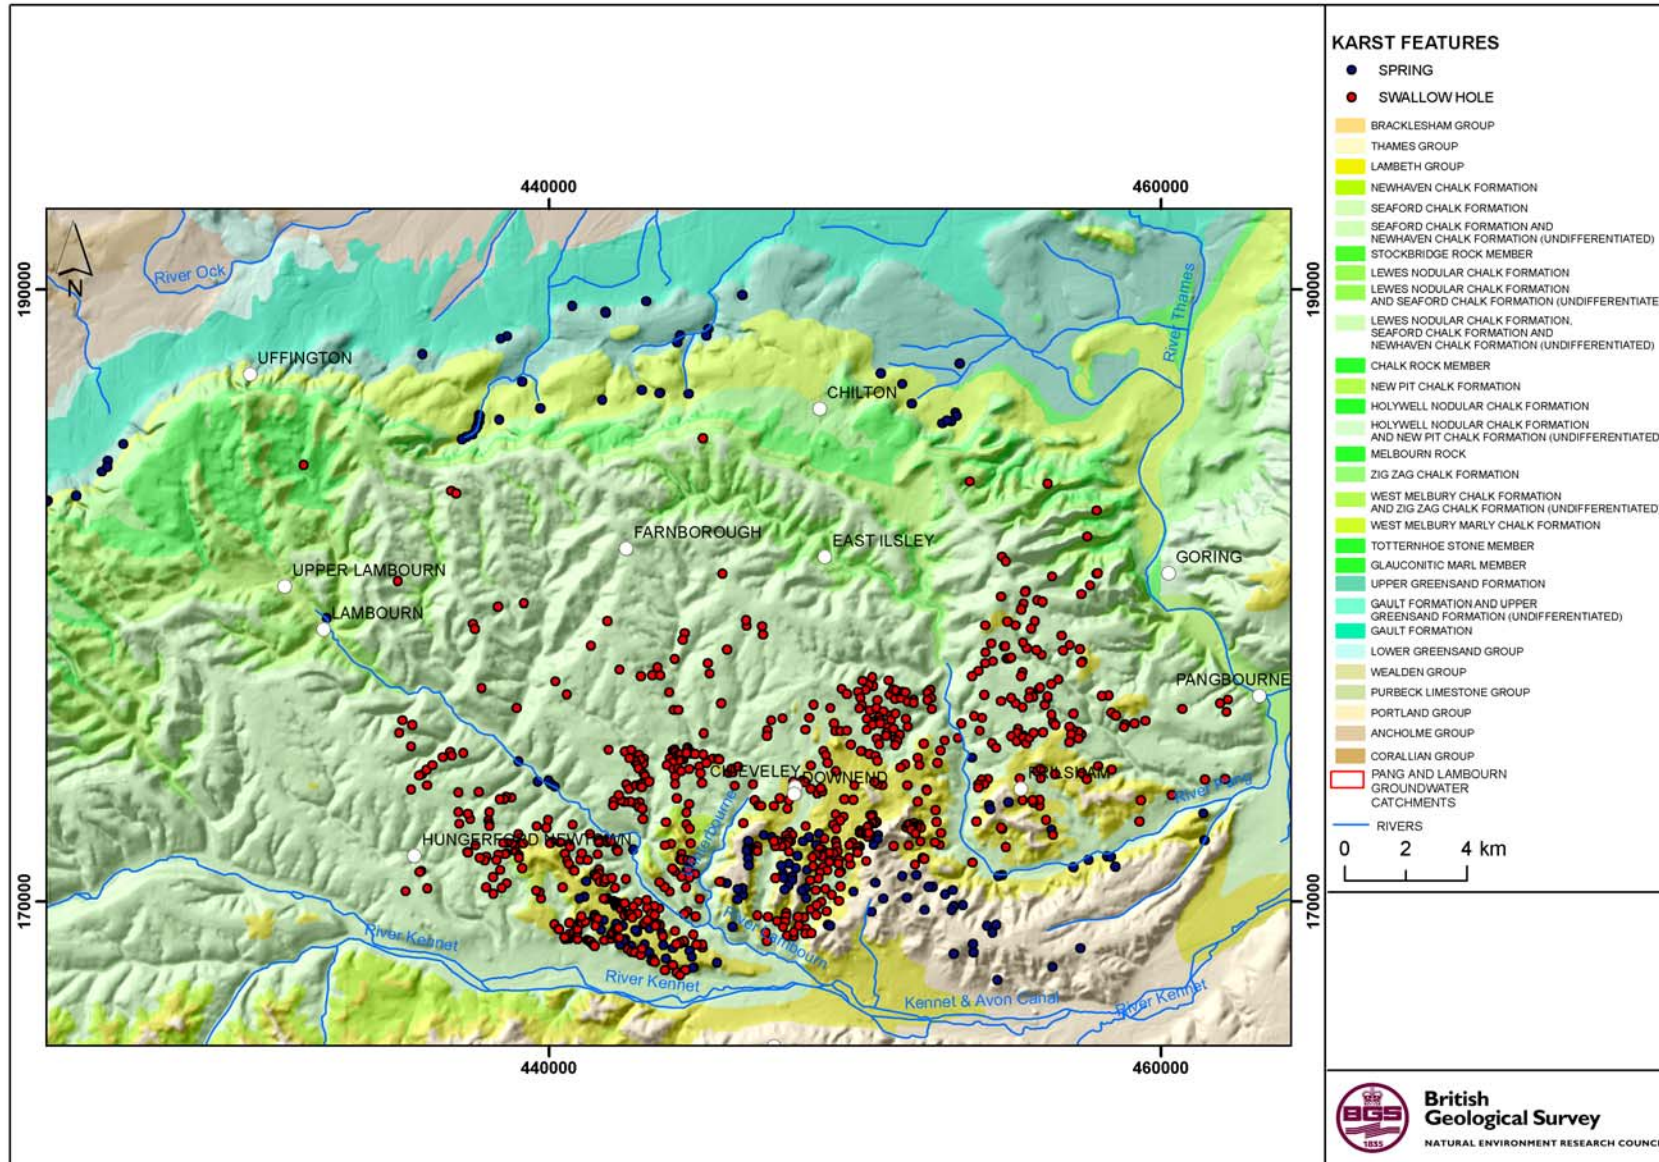 440000
460000
190000
190000
N
River Ock
River Thames
UFFINGTON
CHILTON
FARNBOROUGH
EAST ILSLEY
GORING
UPPER LAMBOURN
LAMBOURN
PANGBOURNE
CHIEVELEY
DOWNEND
FRILSHAM
River Pang
Winterbourne
HUNGERFORD NEWTOWN
170000
170000
River Lambourn
River Kennet
River Kennet
Kennet & Avon Canal
River Kennet
440000
460000
KARST FEATURES
SPRING
SWALLOW HOLE
BRACKLESHAM GROUP
THAMES GROUP
LAMBETH GROUP
NEWHAVEN CHALK FORMATION
SEAFORD CHALK FORMATION
SEAFORD CHALK FORMATION AND
NEWHAVEN CHALK FORMATION (UNDIFFERENTIATED)
STOCKBRIDGE ROCK MEMBER
LEWES NODULAR CHALK FORMATION
LEWES NODULAR CHALK FORMATION
AND SEAFORD CHALK FORMATION (UNDIFFERENTIATE
LEWES NODULAR CHALK FORMATION,
SEAFORD CHALK FORMATION AND
NEWHAVEN CHALK FORMATION (UNDIFFERENTIATED)
CHALK ROCK MEMBER
NEW PIT CHALK FORMATION
HOLYWELL NODULAR CHALK FORMATION
HOLYWELL NODULAR CHALK FORMATION
AND NEW PIT CHALK FORMATION (UNDIFFERENTIATED
MELBOURN ROCK
ZIG ZAG CHALK FORMATION
WEST MELBURY CHALK FORMATION
AND ZIG ZAG CHALK FORMATION (UNDIFFERENTIATED
WEST MELBURY MARLY CHALK FORMATION
TOTTERNHOE STONE MEMBER
GLAUCONITIC MARL MEMBER
UPPER GREENSAND FORMATION
GAULT FORMATION AND UPPER
GREENSAND FORMATION (UNDIFFERENTIATED)
GAULT FORMATION
LOWER GREENSAND GROUP
WEALDEN GROUP
PURBECK LIMESTONE GROUP
PORTLAND GROUP
ANCHOLME GROUP
CORALLIAN GROUP
PANG AND LAMBOURN
GROUNDWATER
CATCHMENTS
RIVERS
0 2 4 km
BGS
1835
British
Geological Survey
NATURAL ENVIRONMENT RESEARCH COUNC